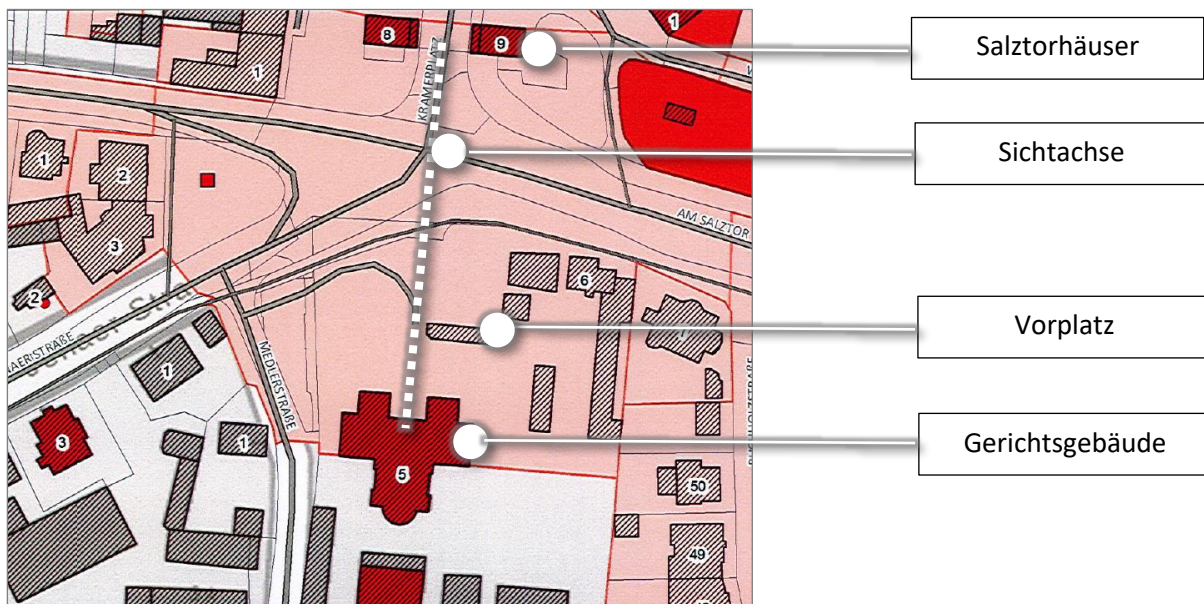 8
9
1
1
Salztorhäuser
KRAMERPLATZ
Sichtachse
1
2
3
AM SALZTOR
6
2
Vorplatz
MEDLERSTRASSE
1
3
1
5
Gerichtsgebäude
50
49